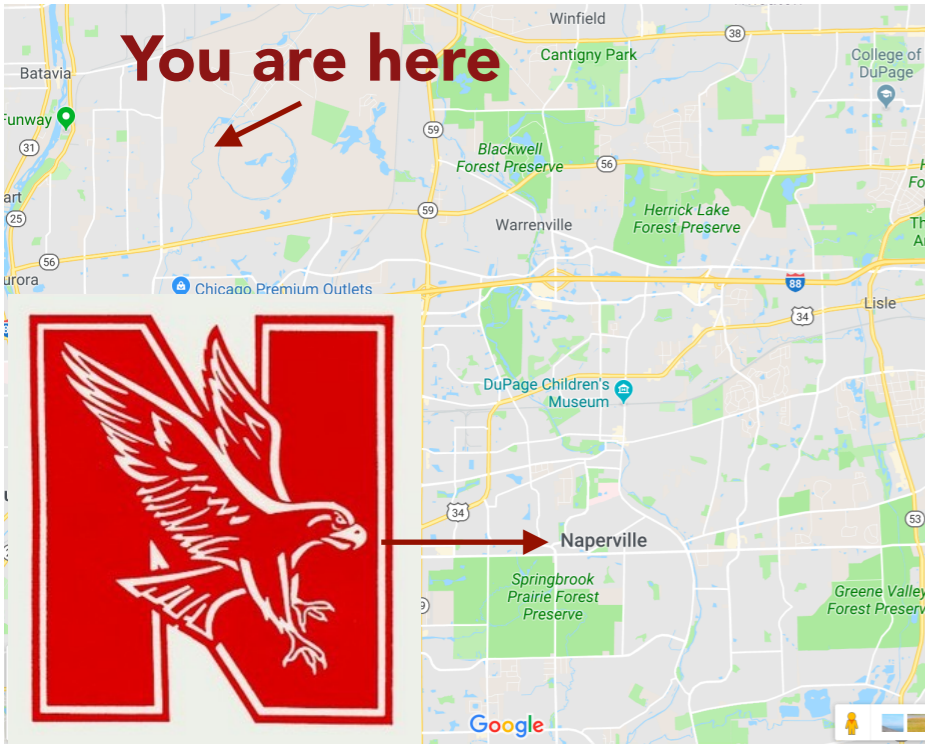 You are here
Winfield
38
Cantigny Park
College of
DuPage
Batavia
Funway
59
31
Blackwell
Forest Preserve
56
25
59
Herrick Lake
Forest Preserve
Warrenville
56
Chicago Premium Outlets
88
Lisle
34
DuPage Children's
Museum
N
34
53
Naperville
Springbrook
Prairie Forest
Preserve
Greene Valley
Forest Preserv
Google